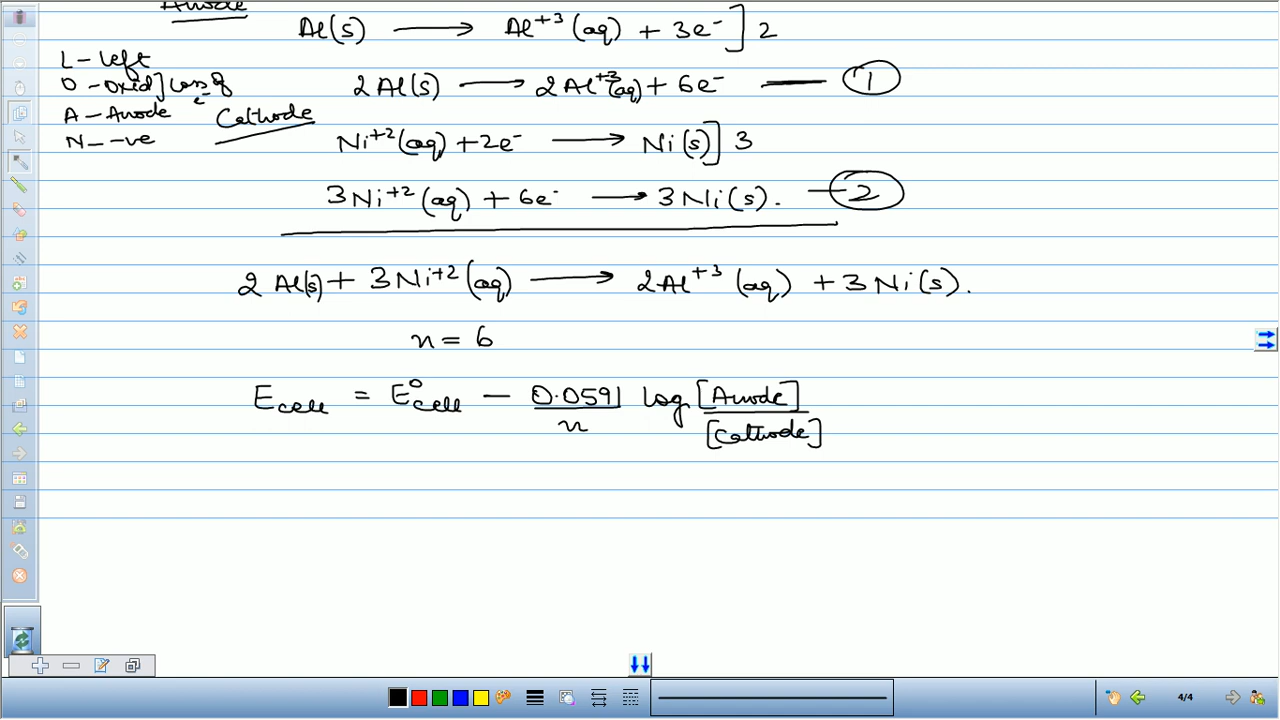 Anode
Al(s) ⟶ Al+3 (aq) + 3e-] 2
L - left
O - Oxid] Loss of e-
2Al(s) ⟶ 2Al+3(aq) + 6e- — 1
A - Anode
Cathode
N - -ve
Ni+2(aq) + 2e- ⟶ Ni(s)] 3
3Ni+2(aq) + 6e- ⟶ 3Ni(s). — 2
2Al(s) + 3Ni+2(aq) ⟶ 2Al+3 (aq) + 3Ni(s).
n = 6
Ecell = E0cell - 0.0591/n log [Anode]/[Cathode]
4/4